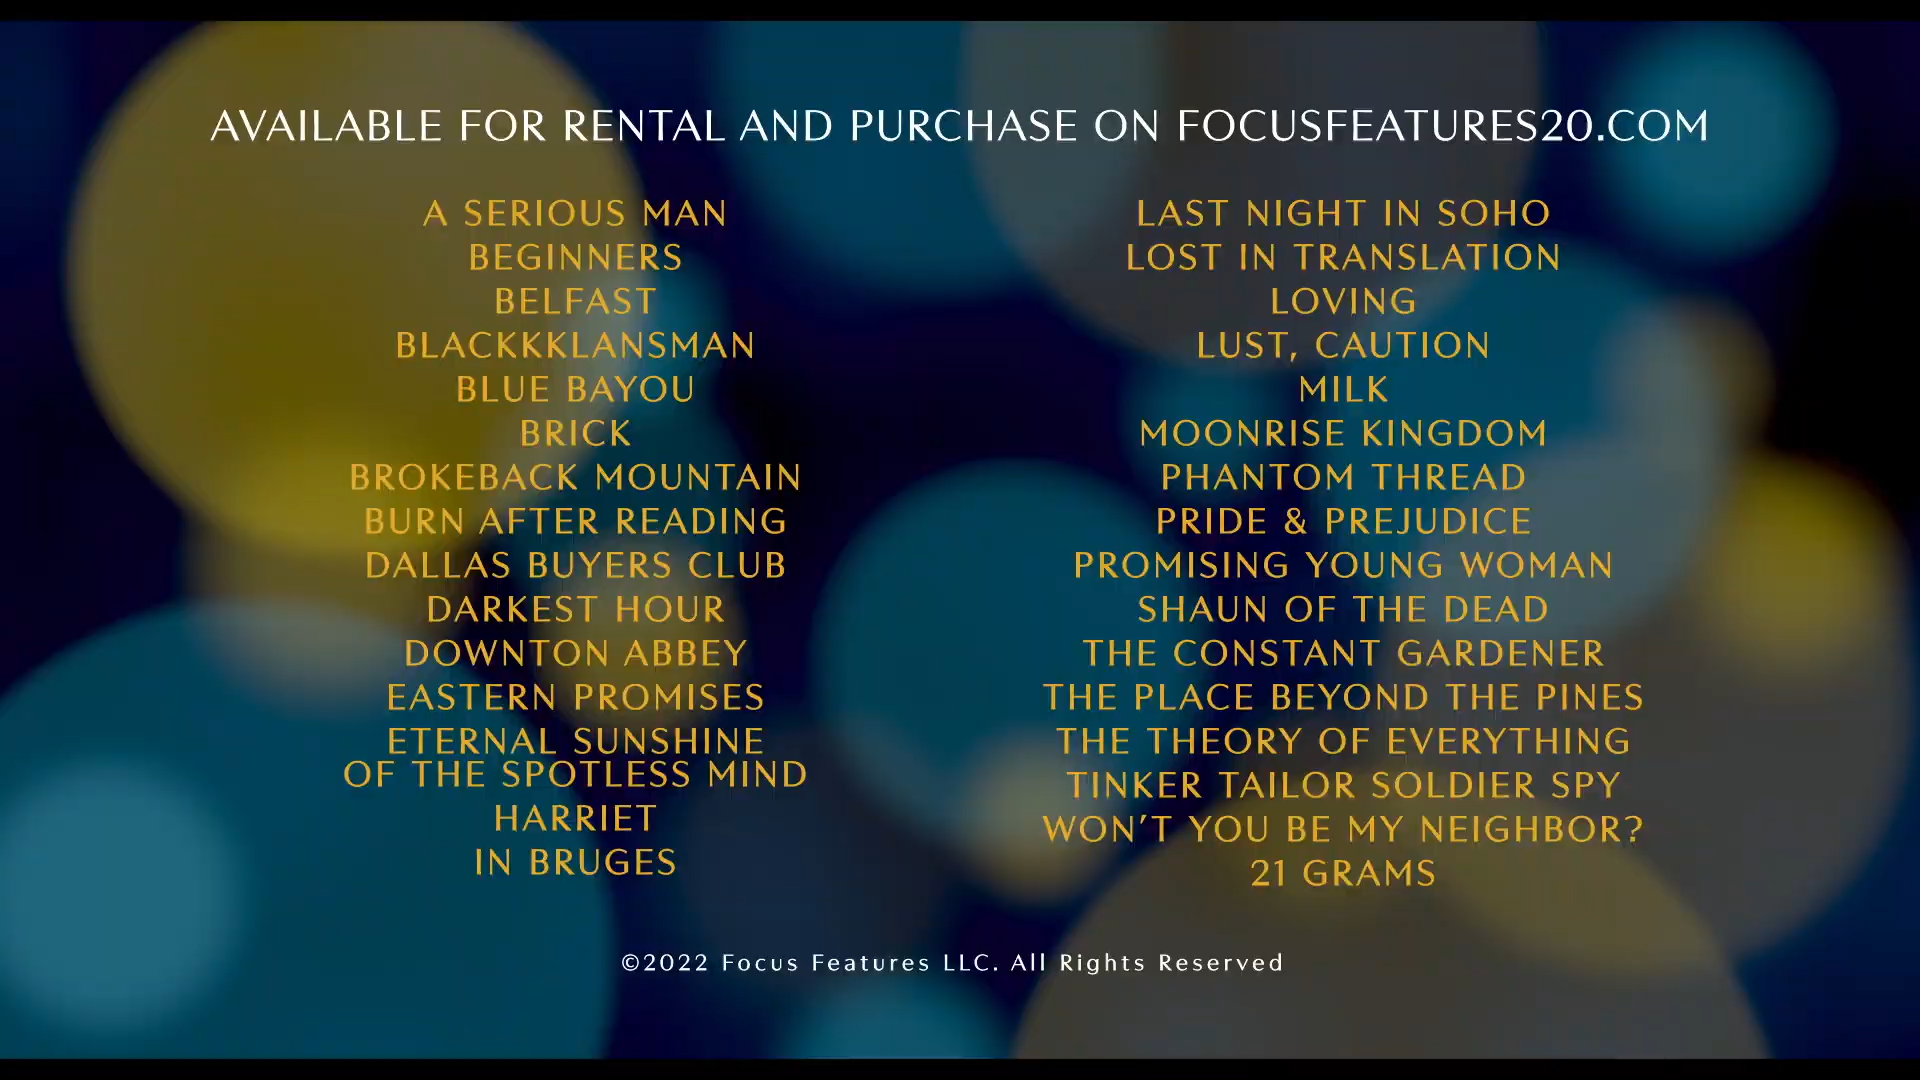 AVAILABLE FOR RENTAL AND PURCHASE ON FOCUSFEATURES20.COM
A SERIOUS MAN
BEGINNERS
BELFAST
BLACKKKLANSMAN
BLUE BAYOU
BRICK
BROKEBACK MOUNTAIN
BURN AFTER READING
DALLAS BUYERS CLUB
DARKEST HOUR
DOWNTON ABBEY
EASTERN PROMISES
ETERNAL SUNSHINE
OF THE SPOTLESS MIND
HARRIET
IN BRUGES
LAST NIGHT IN SOHO
LOST IN TRANSLATION
LOVING
LUST, CAUTION
MILK
MOONRISE KINGDOM
PHANTOM THREAD
PRIDE & PREJUDICE
PROMISING YOUNG WOMAN
SHAUN OF THE DEAD
THE CONSTANT GARDENER
THE PLACE BEYOND THE PINES
THE THEORY OF EVERYTHING
TINKER TAILOR SOLDIER SPY
WON'T YOU BE MY NEIGHBOR?
21 GRAMS
©2022 Focus Features LLC. All Rights Reserved